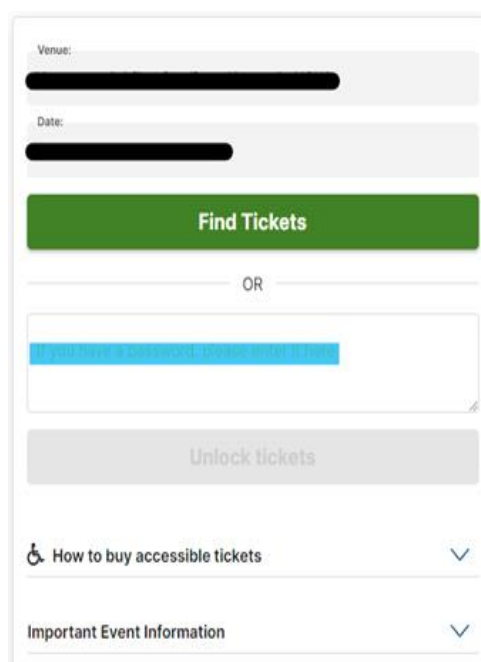 Venue:
Date:
Find Tickets
OR
If you have a password, please enter it here
Unlock tickets
How to buy accessible tickets
Important Event Information